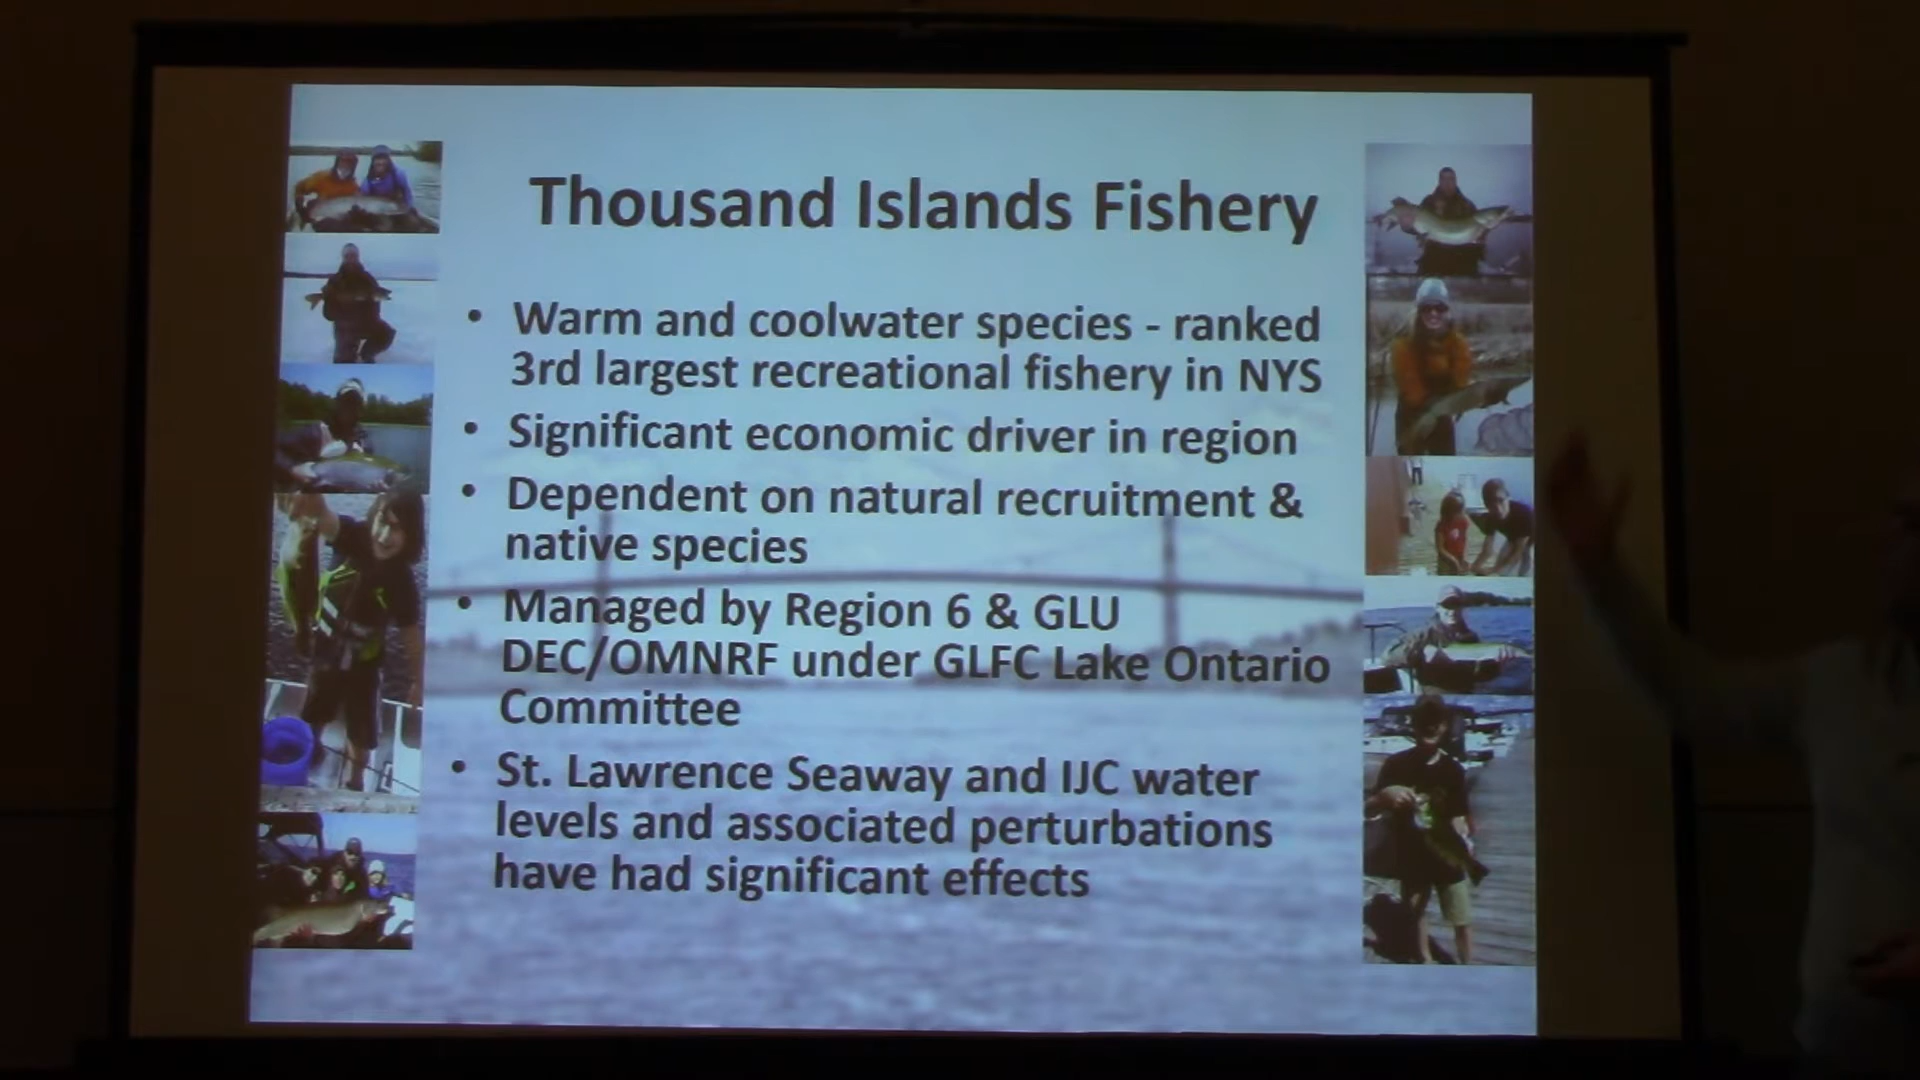 Thousand Islands Fishery
• Warm and coolwater species - ranked
3rd largest recreational fishery in NYS
• Significant economic driver in region
• Dependent on natural recruitment &
native species
• Managed by Region 6 & GLU
DEC/OMNRF under GLFC Lake Ontario
Committee
• St. Lawrence Seaway and IJC water
levels and associated perturbations
have had significant effects